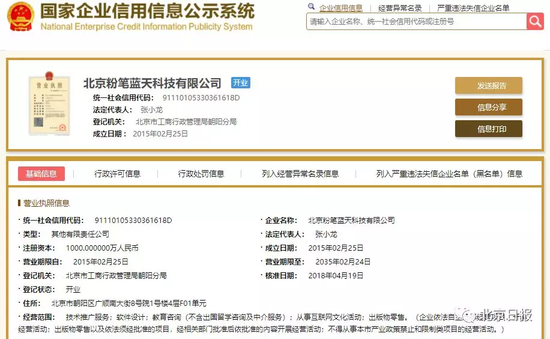 国家企业信用信息公示系统
National Enterprise Credit Information Publicity System
企业信用信息 经营异常名录 严重违法失信企业名单
请输入企业名称、统一社会信用代码或注册号
营业执照
北京粉笔蓝天科技有限公司 开业
统一社会信用代码： 91110105330361618D
法定代表人： 张小龙
登记机关： 北京市工商行政管理局朝阳分局
成立日期： 2015年02月25日
发送报告
信息分享
信息打印
基础信息 行政许可信息 行政处罚信息 列入经营异常名录信息 列入严重违法失信企业名单（黑名单）信息
营业执照信息
· 统一社会信用代码： 91110105330361618D · 企业名称： 北京粉笔蓝天科技有限公司
· 类型： 其他有限责任公司 · 法定代表人： 张小龙
· 注册资本： 1000.000000万人民币 · 成立日期： 2015年02月25日
· 营业期限自： 2015年02月25日 · 营业期限至： 2035年02月24日
· 登记机关： 北京市工商行政管理局朝阳分局 · 核准日期： 2018年04月19日
· 登记状态： 开业
· 住所： 北京市朝阳区广顺南大街8号院1号楼4层F01单元
· 经营范围： 技术推广服务；软件设计；教育咨询（不含出国留学咨询及中介服务）；从事互联网文化活动；出版物零售。（企业依法自
经营活动；出版物零售以及依法须经批准的项目，经相关部门批准后依批准的内容开展经营活动；不得从事本市产业政策禁止和限制类项目的经营活动。）
北京日报